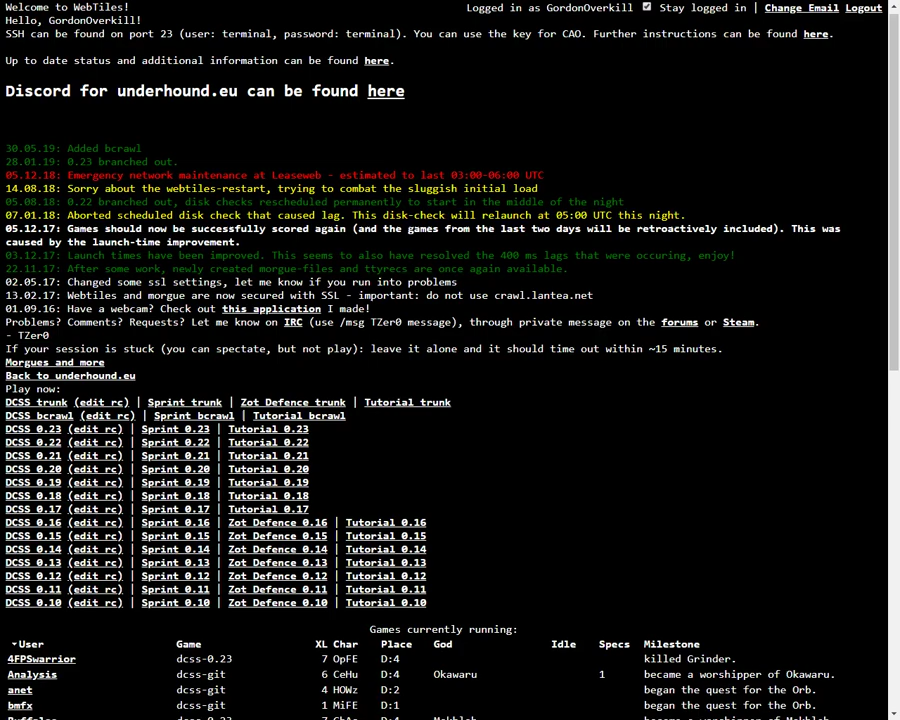 Welcome to WebTiles! Logged in as GordonOverkill Stay logged in | Change Email Logout
Hello, GordonOverkill!
SSH can be found on port 23 (user: terminal, password: terminal). You can use the key for CAO. Further instructions can be found here.
Up to date status and additional information can be found here.
Discord for underhound.eu can be found here
30.05.19: Added bcrawl
28.01.19: 0.23 branched out.
05.12.18: Emergency network maintenance at Leaseweb - estimated to last 03:00-06:00 UTC
14.08.18: Sorry about the webtiles-restart, trying to combat the sluggish initial load
05.08.18: 0.22 branched out, disk checks rescheduled permanently to start in the middle of the night
07.01.18: Aborted scheduled disk check that caused lag. This disk-check will relaunch at 05:00 UTC this night.
05.12.17: Games should now be successfully scored again (and the games from the last two days will be retroactively included). This was
caused by the launch-time improvement.
03.12.17: Launch times have been improved. This seems to also have resolved the 400 ms lags that were occuring, enjoy!
22.11.17: After some work, newly created morgue-files and ttyrecs are once again available.
02.05.17: Changed some ssl settings, let me know if you run into problems
13.02.17: Webtiles and morgue are now secured with SSL - important: do not use crawl.lantea.net
01.09.16: Have a webcam? Check out this application I made!
Problems? Comments? Requests? Let me know on IRC (use /msg TZer0 message), through private message on the forums or Steam.
- TZer0
If your session is stuck (you can spectate, but not play): leave it alone and it should time out within ~15 minutes.
Morgues and more
Back to underhound.eu
Play now:
DCSS trunk (edit rc) | Sprint trunk | Zot Defence trunk | Tutorial trunk
DCSS bcrawl (edit rc) | Sprint bcrawl | Tutorial bcrawl
DCSS 0.23 (edit rc) | Sprint 0.23 | Tutorial 0.23
DCSS 0.22 (edit rc) | Sprint 0.22 | Tutorial 0.22
DCSS 0.21 (edit rc) | Sprint 0.21 | Tutorial 0.21
DCSS 0.20 (edit rc) | Sprint 0.20 | Tutorial 0.20
DCSS 0.19 (edit rc) | Sprint 0.19 | Tutorial 0.19
DCSS 0.18 (edit rc) | Sprint 0.18 | Tutorial 0.18
DCSS 0.17 (edit rc) | Sprint 0.17 | Tutorial 0.17
DCSS 0.16 (edit rc) | Sprint 0.16 | Zot Defence 0.16 | Tutorial 0.16
DCSS 0.15 (edit rc) | Sprint 0.15 | Zot Defence 0.15 | Tutorial 0.15
DCSS 0.14 (edit rc) | Sprint 0.14 | Zot Defence 0.14 | Tutorial 0.14
DCSS 0.13 (edit rc) | Sprint 0.13 | Zot Defence 0.13 | Tutorial 0.13
DCSS 0.12 (edit rc) | Sprint 0.12 | Zot Defence 0.12 | Tutorial 0.12
DCSS 0.11 (edit rc) | Sprint 0.11 | Zot Defence 0.11 | Tutorial 0.11
DCSS 0.10 (edit rc) | Sprint 0.10 | Zot Defence 0.10 | Tutorial 0.10
Games currently running:
User Game XL Char Place God Idle Specs Milestone
4FPSwarrior dcss-0.23 7 OpFE D:4 killed Grinder.
Analysis dcss-git 6 CeHu D:4 Okawaru 1 became a worshipper of Okawaru.
anet dcss-git 4 HOWz D:2 began the quest for the Orb.
bmfx dcss-git 1 MiFE D:1 began the quest for the Orb.